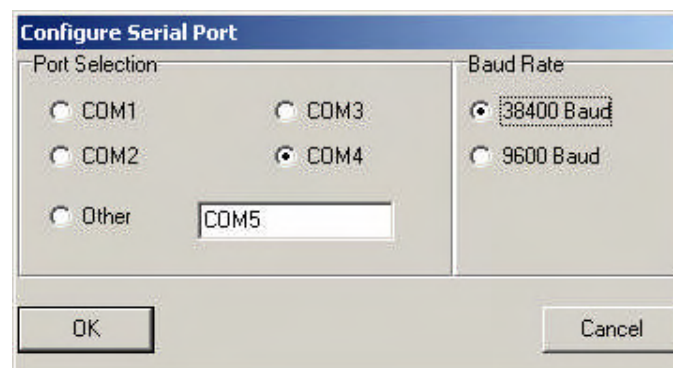 Configure Serial Port
Port Selection
Baud Rate
COM1
COM3
38400 Baud
COM2
COM4
9600 Baud
Other
COM5
OK
Cancel